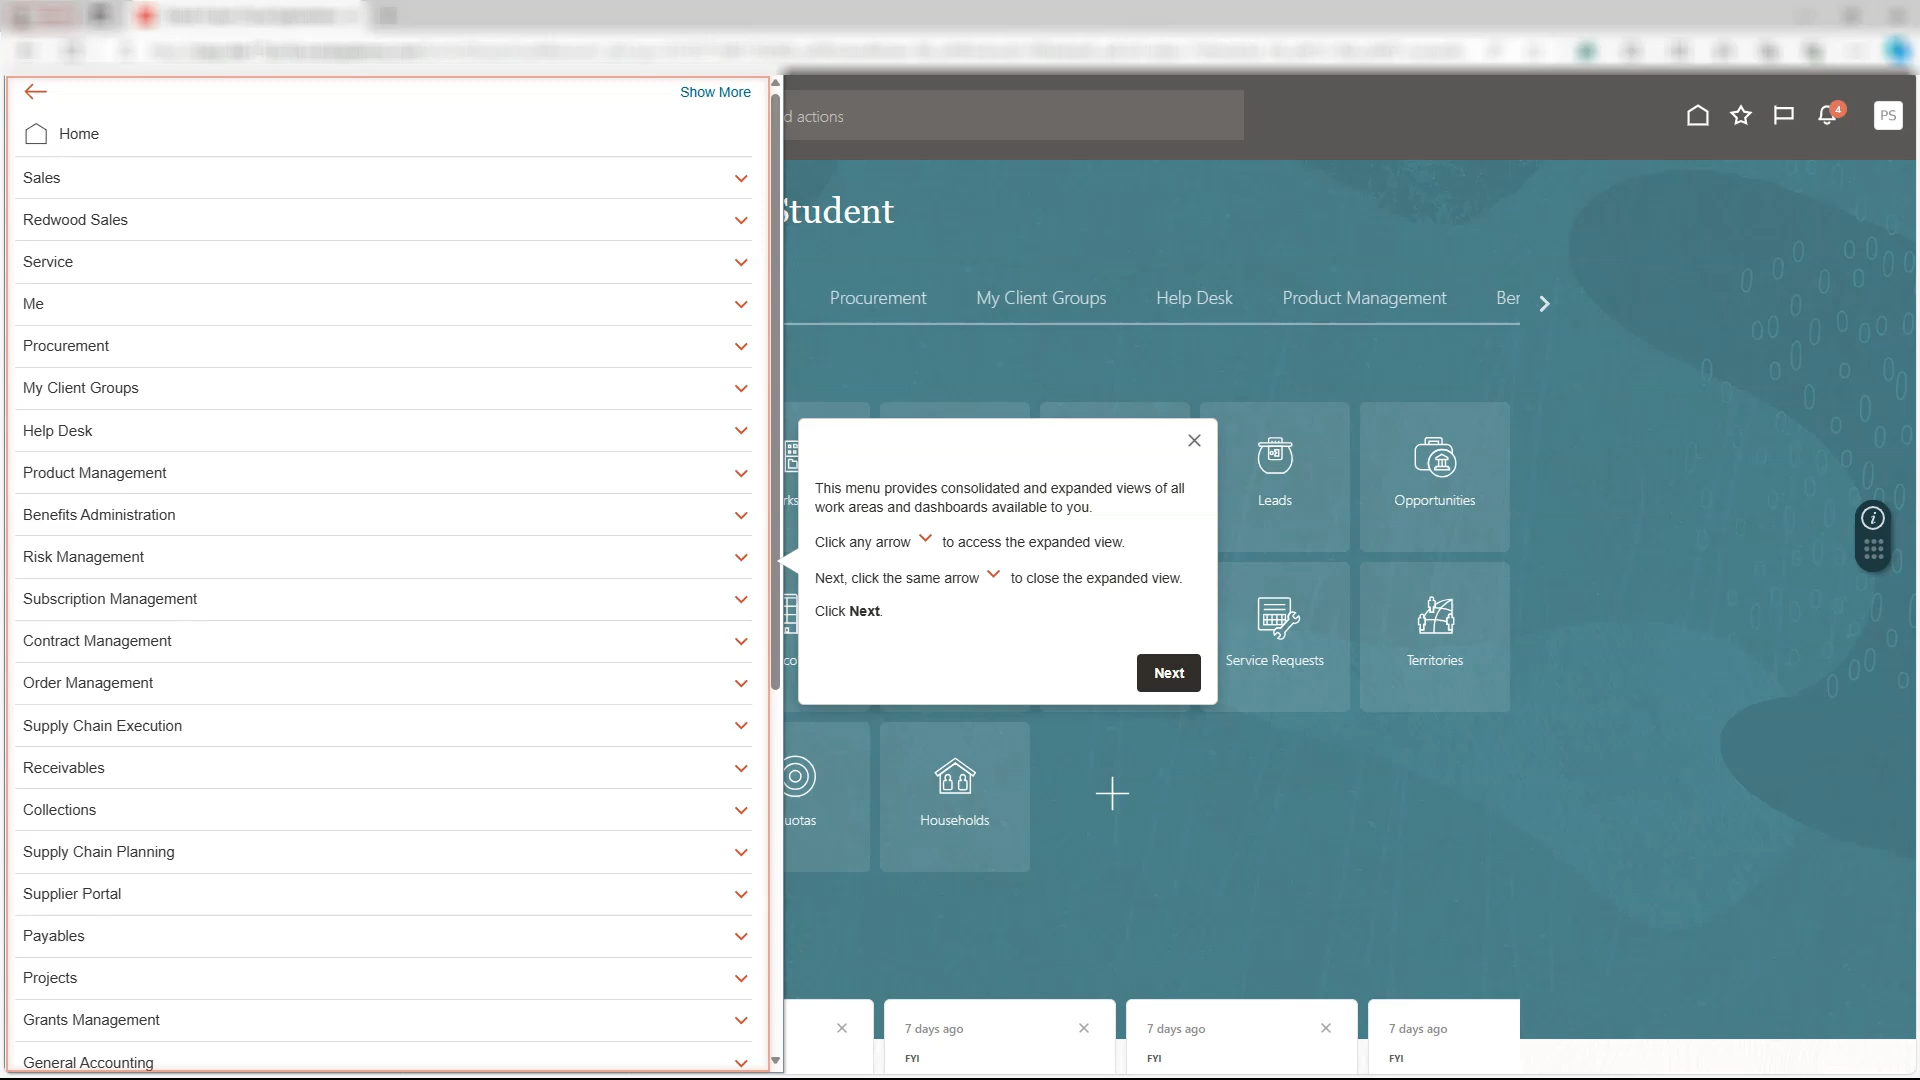 Show More
Home
Sales
Redwood Sales
Service
Me
Procurement
My Client Groups
Help Desk
Product Management
Benefits Administration
Risk Management
Subscription Management
Contract Management
Order Management
Supply Chain Execution
Receivables
Collections
Supply Chain Planning
Supplier Portal
Payables
Projects
Grants Management
General Accounting
d actions
4
PS
Student
Procurement My Client Groups Help Desk Product Management Ber
This menu provides consolidated and expanded views of all
work areas and dashboards available to you.
Click any arrow to access the expanded view.
Next, click the same arrow to close the expanded view.
Click Next.
Next
rks
Leads
Opportunities
co
Service Requests
Territories
uotas
Households
7 days ago
FYI
7 days ago
FYI
7 days ago
FYI